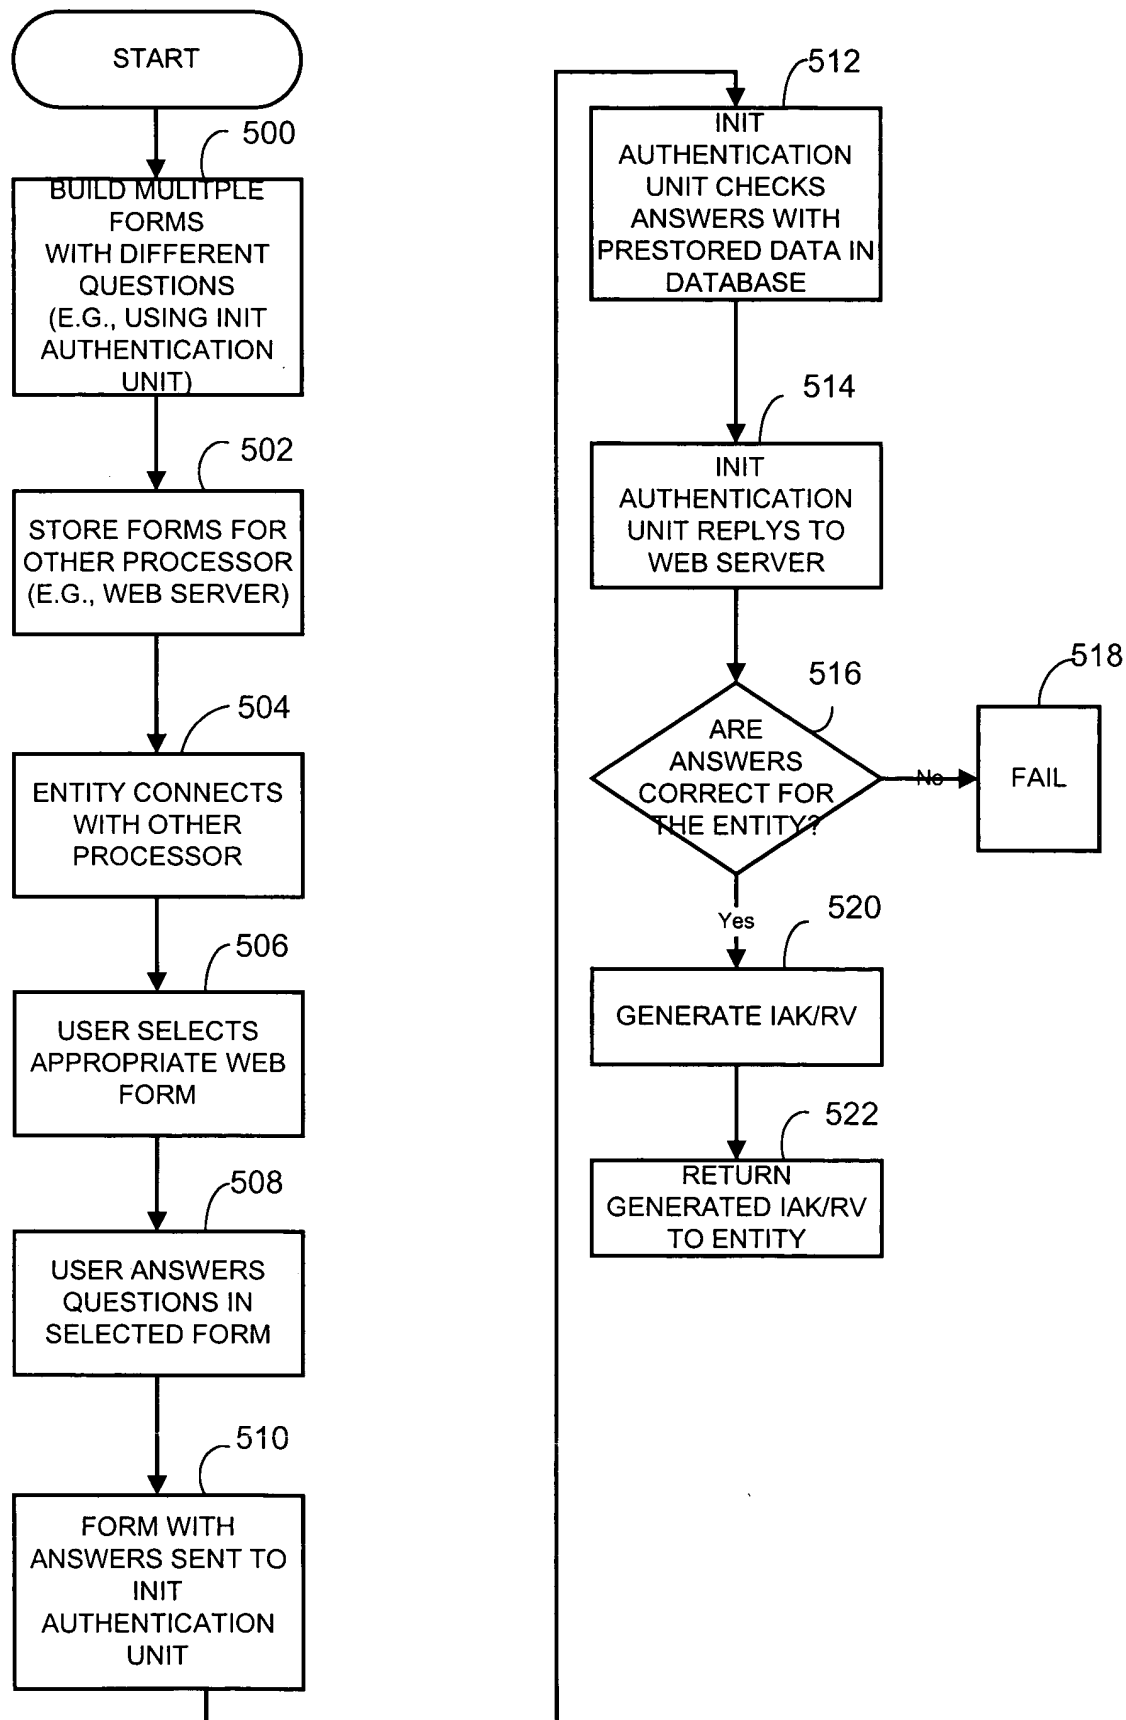 START
500
BUILD MULITPLE
FORMS
WITH DIFFERENT
QUESTIONS
(E.G., USING INIT
AUTHENTICATION
UNIT)
502
STORE FORMS FOR
OTHER PROCESSOR
(E.G., WEB SERVER)
504
ENTITY CONNECTS
WITH OTHER
PROCESSOR
506
USER SELECTS
APPROPRIATE WEB
FORM
508
USER ANSWERS
QUESTIONS IN
SELECTED FORM
510
FORM WITH
ANSWERS SENT TO
INIT
AUTHENTICATION
UNIT
512
INIT
AUTHENTICATION
UNIT CHECKS
ANSWERS WITH
PRESTORED DATA IN
DATABASE
514
INIT
AUTHENTICATION
UNIT REPLYS TO
WEB SERVER
516
ARE
ANSWERS
CORRECT FOR
THE ENTITY?
No
518
FAIL
Yes
520
GENERATE IAK/RV
522
RETURN
GENERATED IAK/RV
TO ENTITY